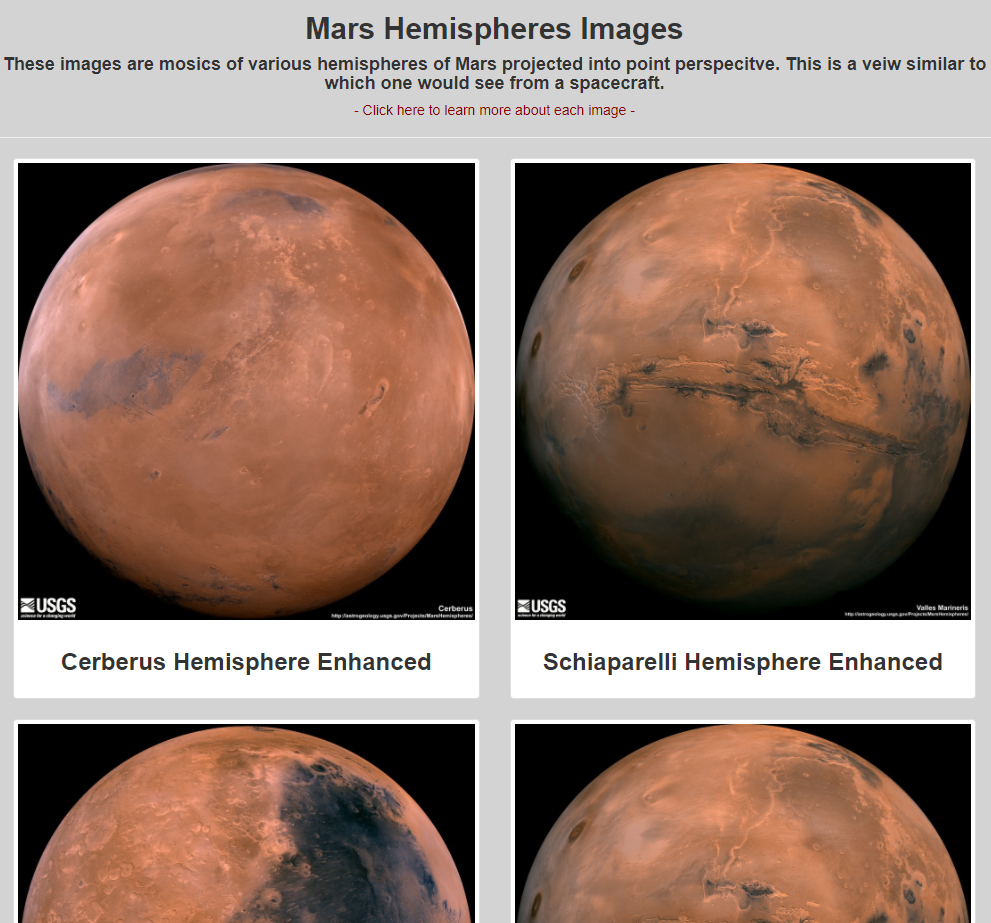 Mars Hemispheres Images
These images are mosics of various hemispheres of Mars projected into point perspecitve. This is a veiw similar to
which one would see from a spacecraft.
- Click here to learn more about each image -
USGS
science for a changing world
Cerberus
http://astrogeology.usgs.gov/Projects/MarsHemispheres/
USGS
science for a changing world
Valles Marineris
http://astrogeology.usgs.gov/Projects/MarsHemispheres/
Cerberus Hemisphere Enhanced
Schiaparelli Hemisphere Enhanced